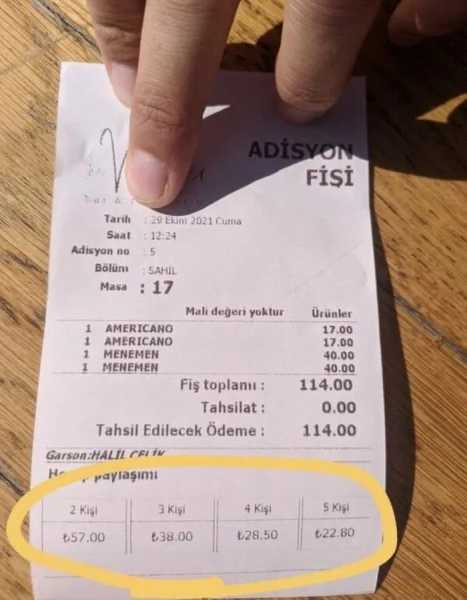 ADİSYON
FİŞİ
Tarih : 29 Ekim 2021 Cuma
Saat : 12:24
Adisyon no : 5
Bölüm : SAHİL
Masa : 17
Mali değeri yoktur Ürünler
1 AMERICANO 17.00
1 AMERICANO 17.00
1 MENEMEN 40.00
1 MENEMEN 40.00
Fiş toplamı : 114.00
Tahsilat : 0.00
Tahsil Edilecek Ödeme : 114.00
Garson:HALİL ÇELİK
paylaşımı
2 Kişi 3 Kişi 4 Kişi 5 Kişi
₺57.00 ₺38.00 ₺28.50 ₺22.80